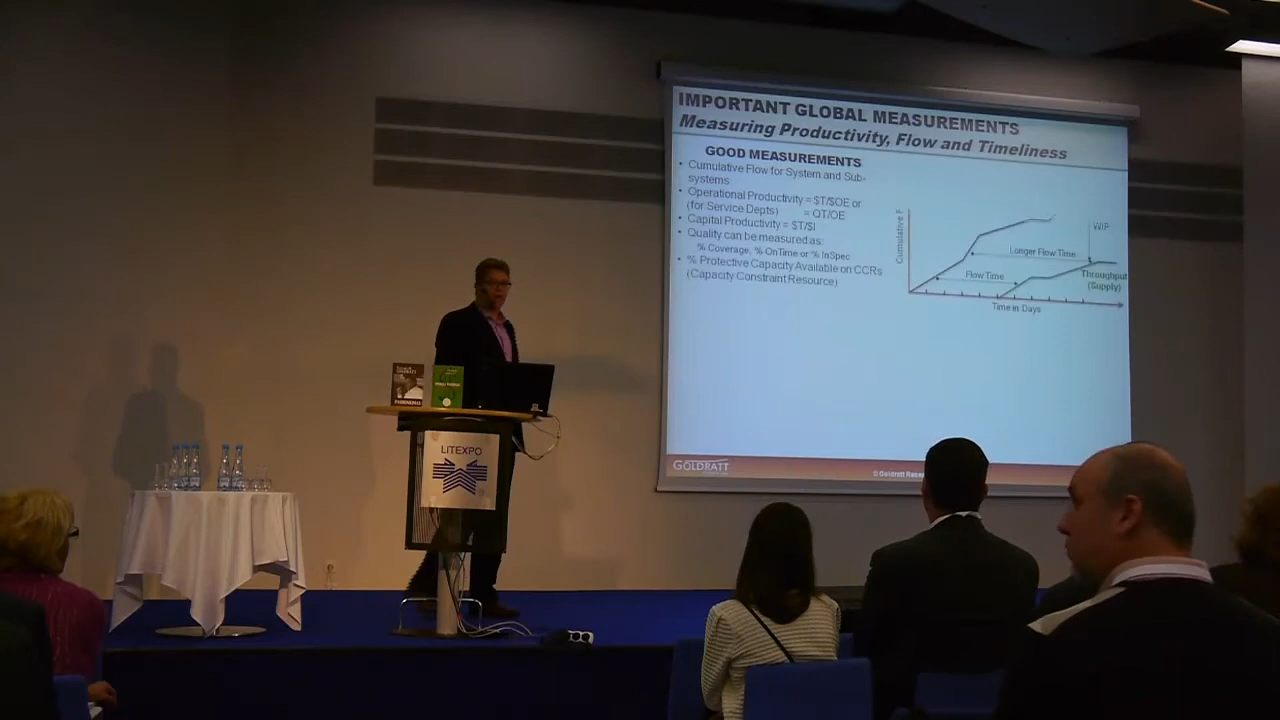 IMPORTANT GLOBAL MEASUREMENTS
Measuring Productivity, Flow and Timeliness
GOOD MEASUREMENTS
• Cumulative Flow for System and Sub-
systems
• Operational Productivity = $T/$OE or
(for Service Depts) = QT/OE
• Capital Productivity = $T/$I
• Quality can be measured as:
% Coverage, % OnTime or % InSpec
• % Protective Capacity Available on CCRs
(Capacity Constraint Resource)
Cumulative F
WIP
Longer Flow Time
Flow Time
Throughput
(Supply)
Time in Days
GOLDRATT
© Goldratt
LITEXPO